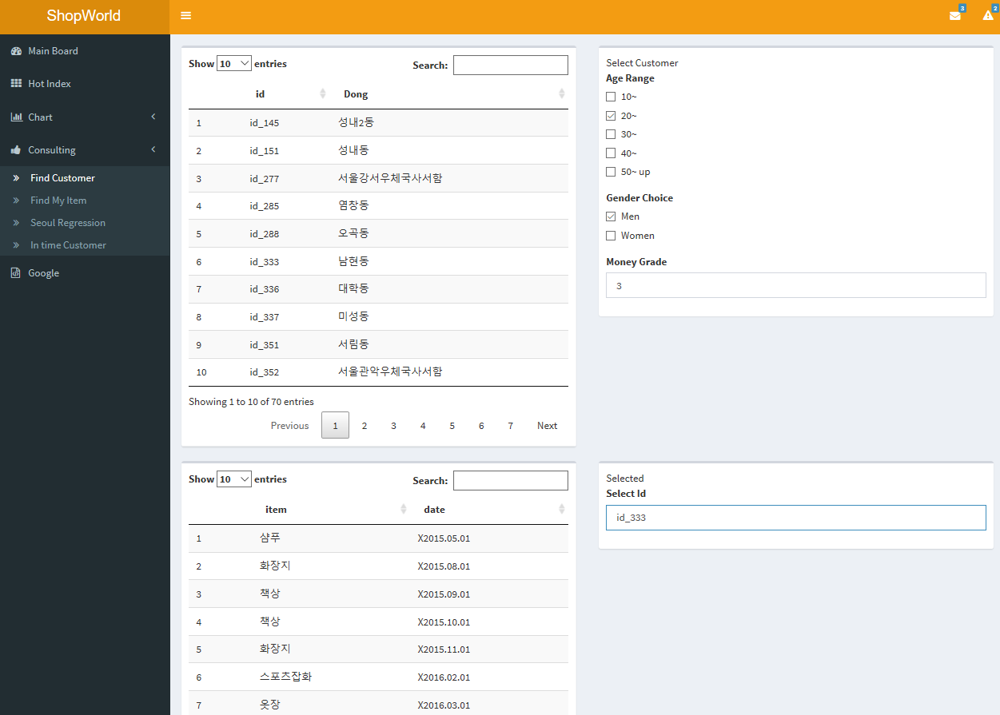 ShopWorld
3
2
Main Board
Hot Index
Chart
Consulting
Find Customer
Find My Item
Seoul Regression
In time Customer
Google
Show 10 entries
Search:
id Dong
1 id_145 성내2동
2 id_151 성내동
3 id_277 서울강서우체국사서함
4 id_285 염창동
5 id_288 오곡동
6 id_333 남현동
7 id_336 대학동
8 id_337 미성동
9 id_351 서림동
10 id_352 서울관악우체국사서함
Showing 1 to 10 of 70 entries
Previous 1 2 3 4 5 6 7 Next
Select Customer
Age Range
10~
20~
30~
40~
50~ up
Gender Choice
Men
Women
Money Grade
3
Show 10 entries
Search:
item date
1 샴푸 X2015.05.01
2 화장지 X2015.08.01
3 책상 X2015.09.01
4 책상 X2015.10.01
5 화장지 X2015.11.01
6 스포츠잡화 X2016.02.01
7 옷장 X2016.03.01
Selected
Select Id
id_333